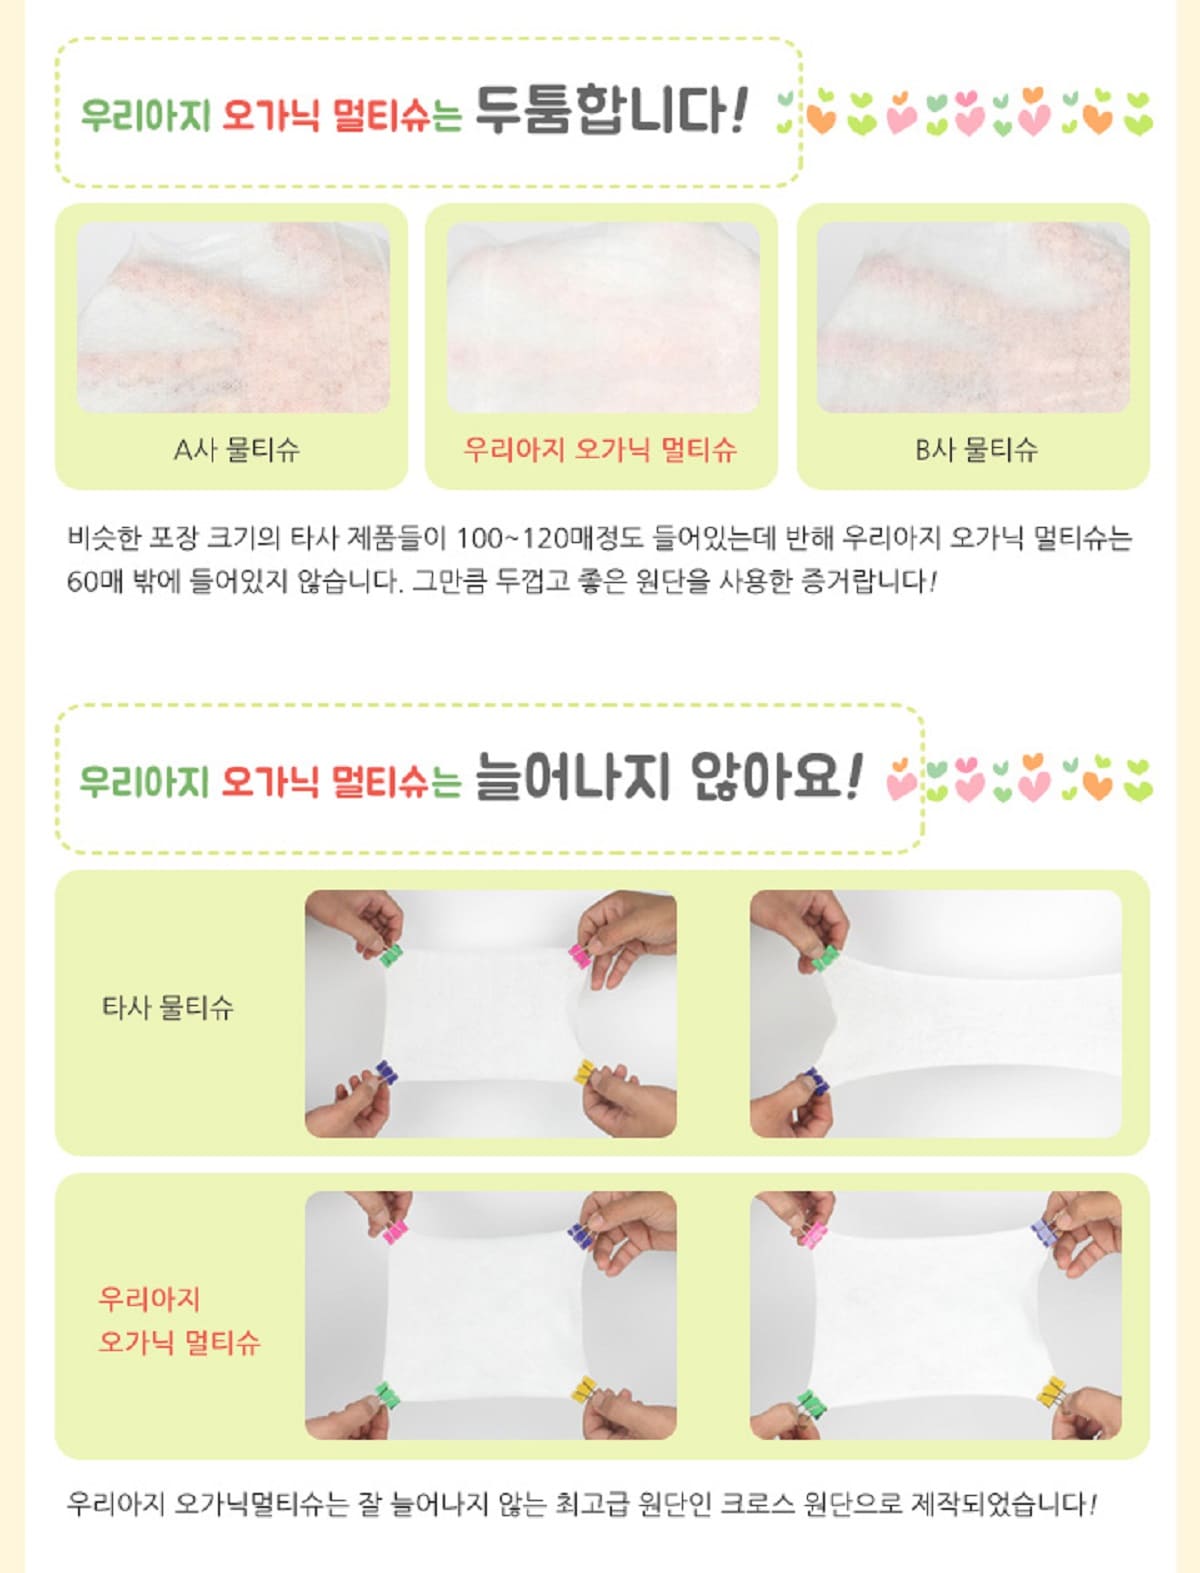 우리아지 오가닉 멀티슈는 두툼합니다!
A사 물티슈
우리아지 오가닉 멀티슈
B사 물티슈
비슷한 포장 크기의 타사 제품들이 100~120매정도 들어있는데 반해 우리아지 오가닉 멀티슈는
60매 밖에 들어있지 않습니다. 그만큼 두껍고 좋은 원단을 사용한 증거랍니다!
우리아지 오가닉 멀티슈는 늘어나지 않아요!
타사 물티슈
우리아지
오가닉 멀티슈
우리아지 오가닉멀티슈는 잘 늘어나지 않는 최고급 원단인 크로스 원단으로 제작되었습니다!